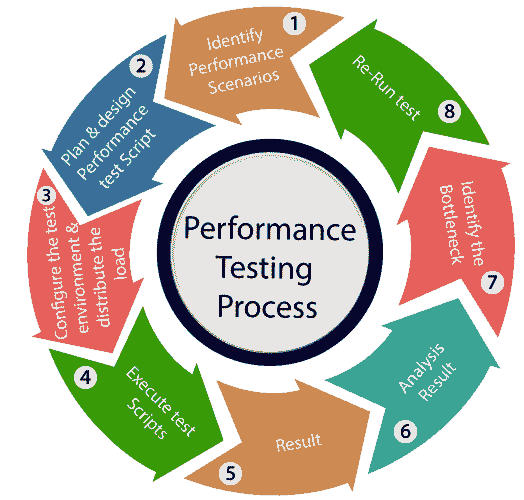 Performance
Testing
Process
1
Identify
Performance
Scenarios
2
Plan & design
Performance
test Script
3
Configure the test
environment &
distribute the
load
4
Execute test
Scripts
5
Result
6
Analysis
Result
7
Identify the
Bottleneck
8
Re-Run test